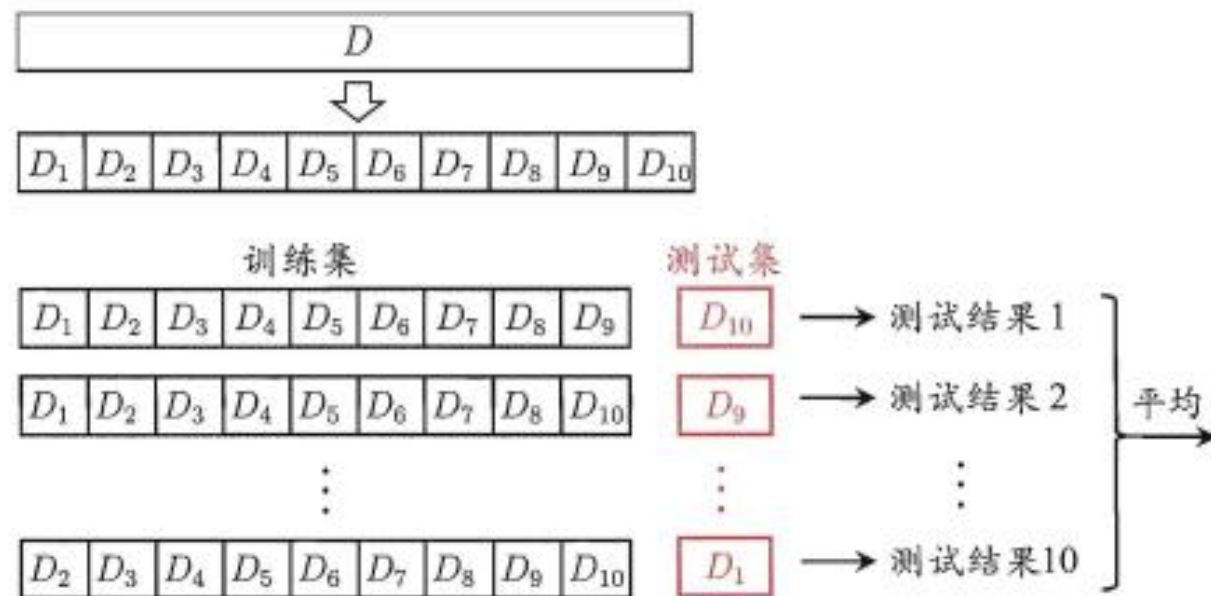 D
D₁ D₂ D₃ D₄ D₅ D₆ D₇ D₈ D₉ D₁₀
训练集 测试集
D₁ D₂ D₃ D₄ D₅ D₆ D₇ D₈ D₉ D₁₀ 测试结果 1
D₁ D₂ D₃ D₄ D₅ D₆ D₇ D₈ D₁₀ D₉ 测试结果 2
平均
D₂ D₃ D₄ D₅ D₆ D₇ D₈ D₉ D₁₀ D₁ 测试结果10